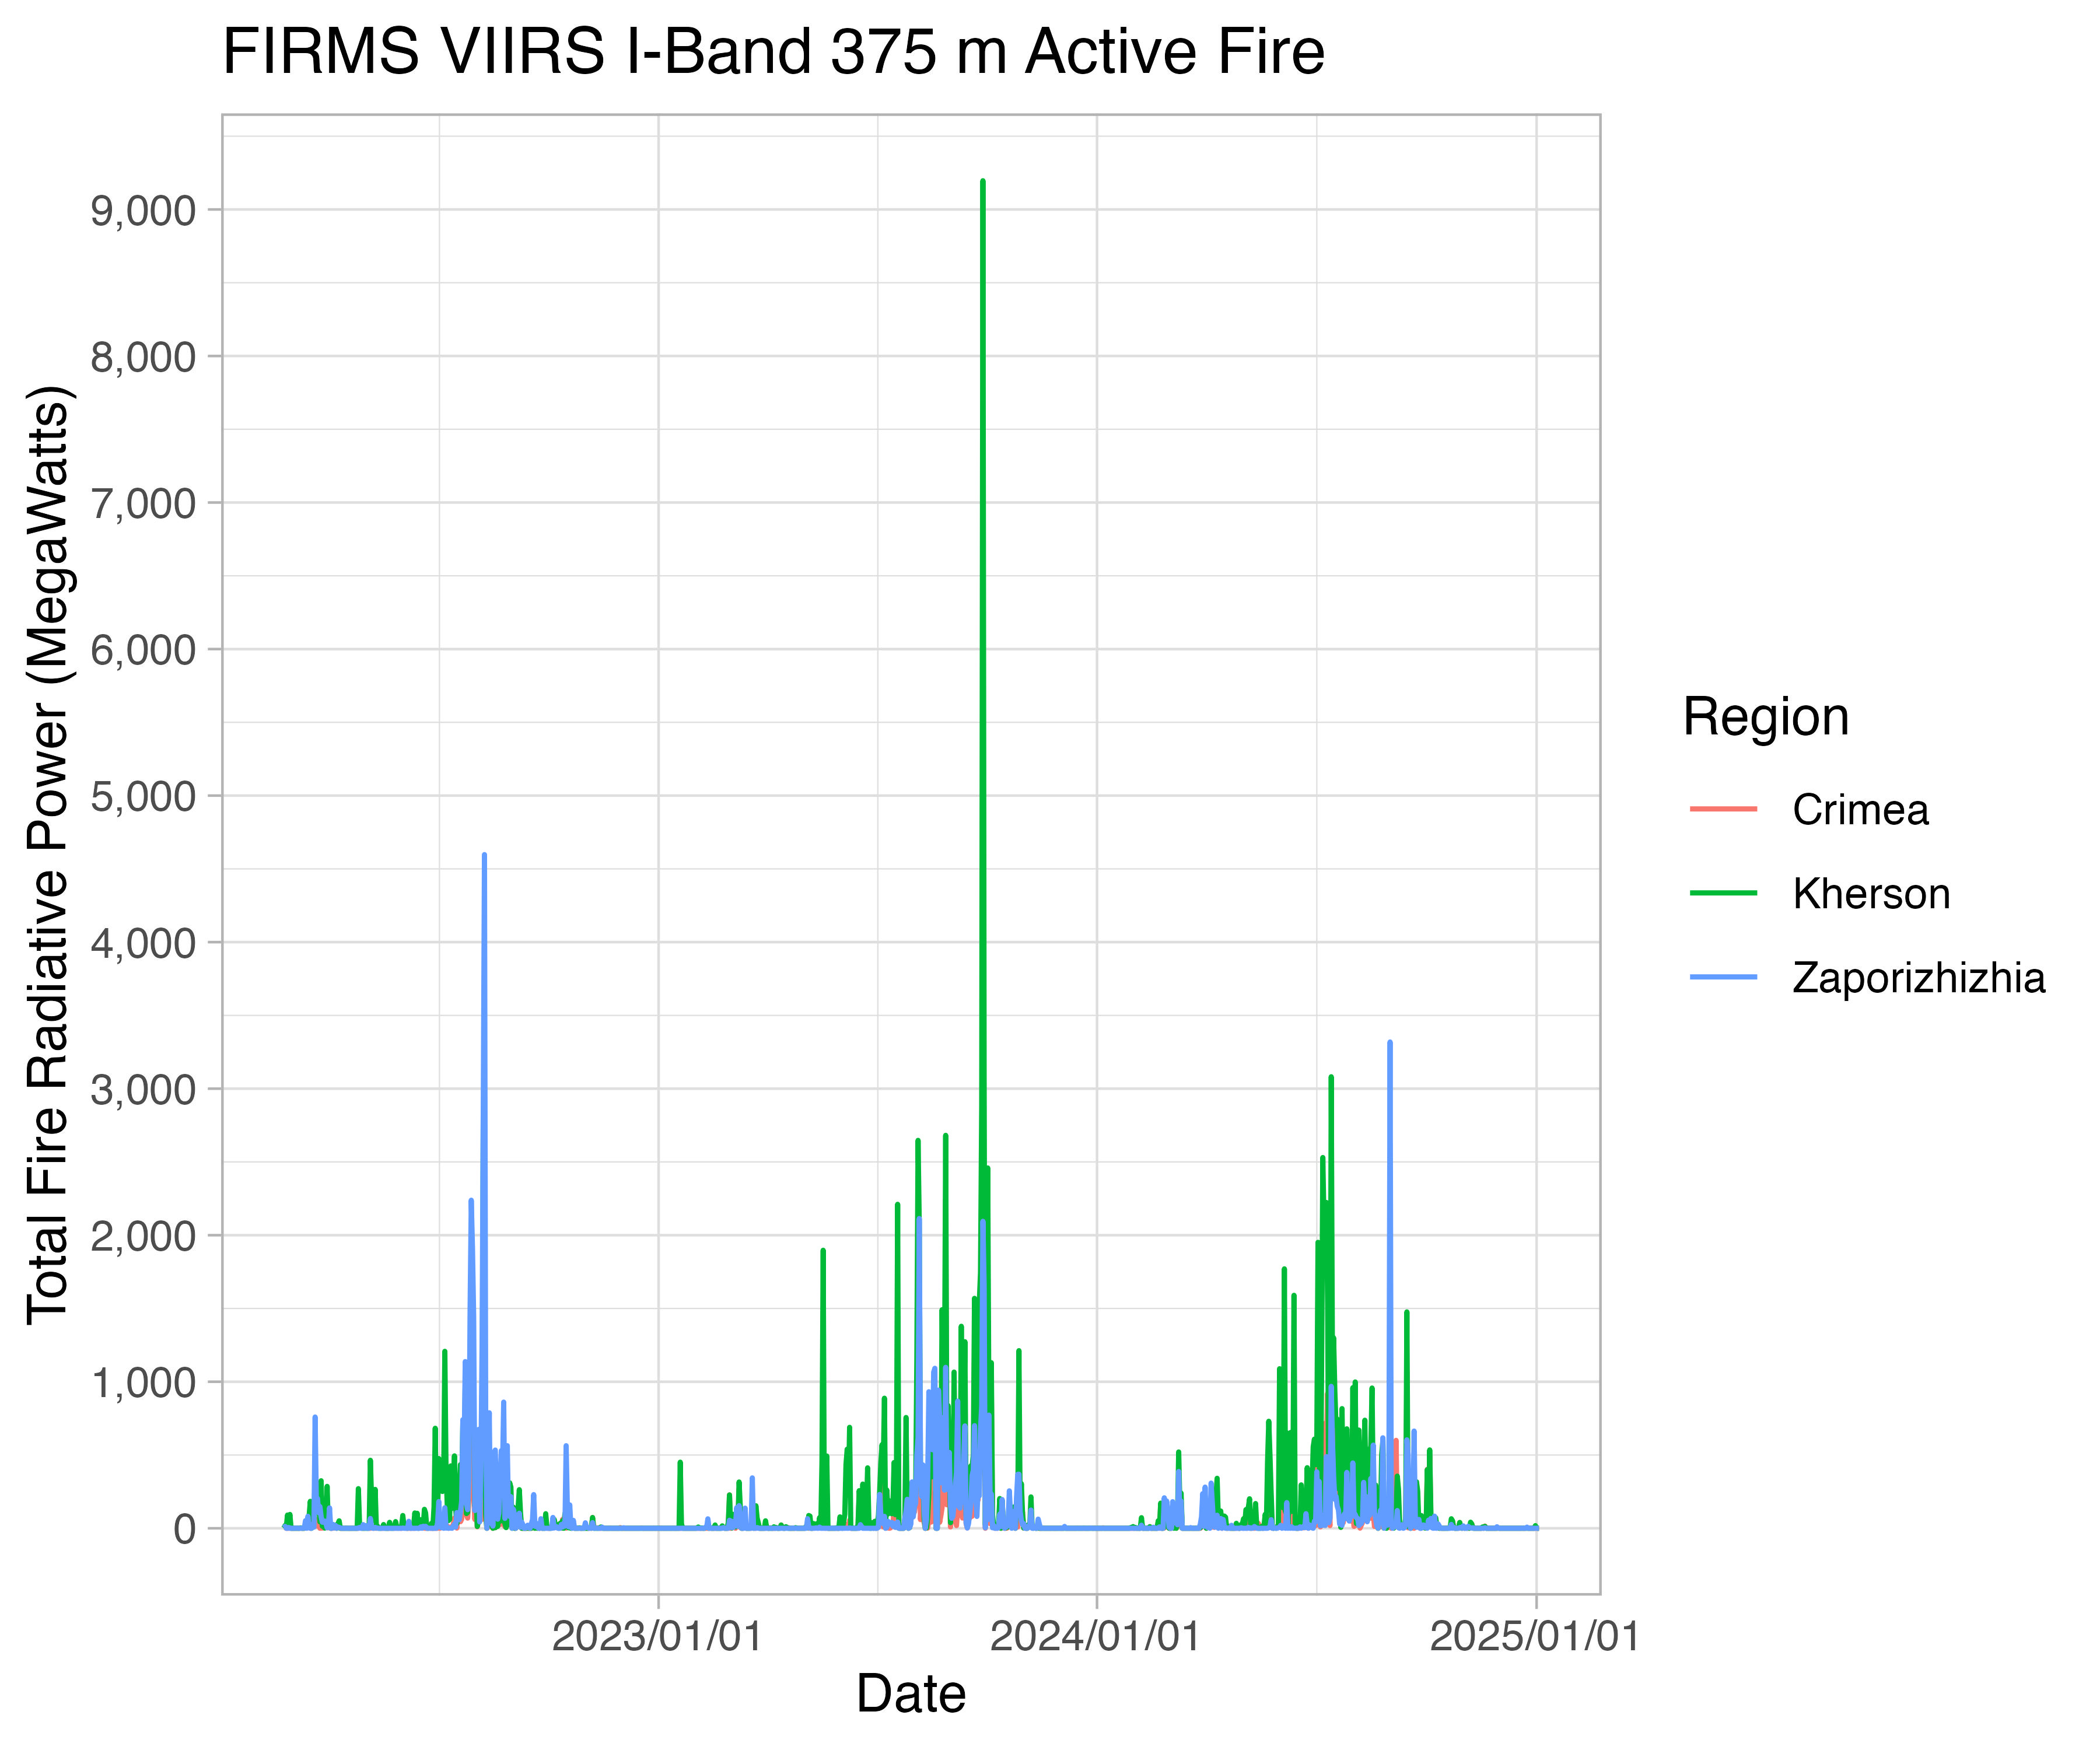 FIRMS VIIRS I-Band 375 m Active Fire
Total Fire Radiative Power (MegaWatts)
9,000
8,000
7,000
6,000
5,000
4,000
3,000
2,000
1,000
0
2023/01/01
2024/01/01
2025/01/01
Date
Region
Crimea
Kherson
Zaporizhizhia